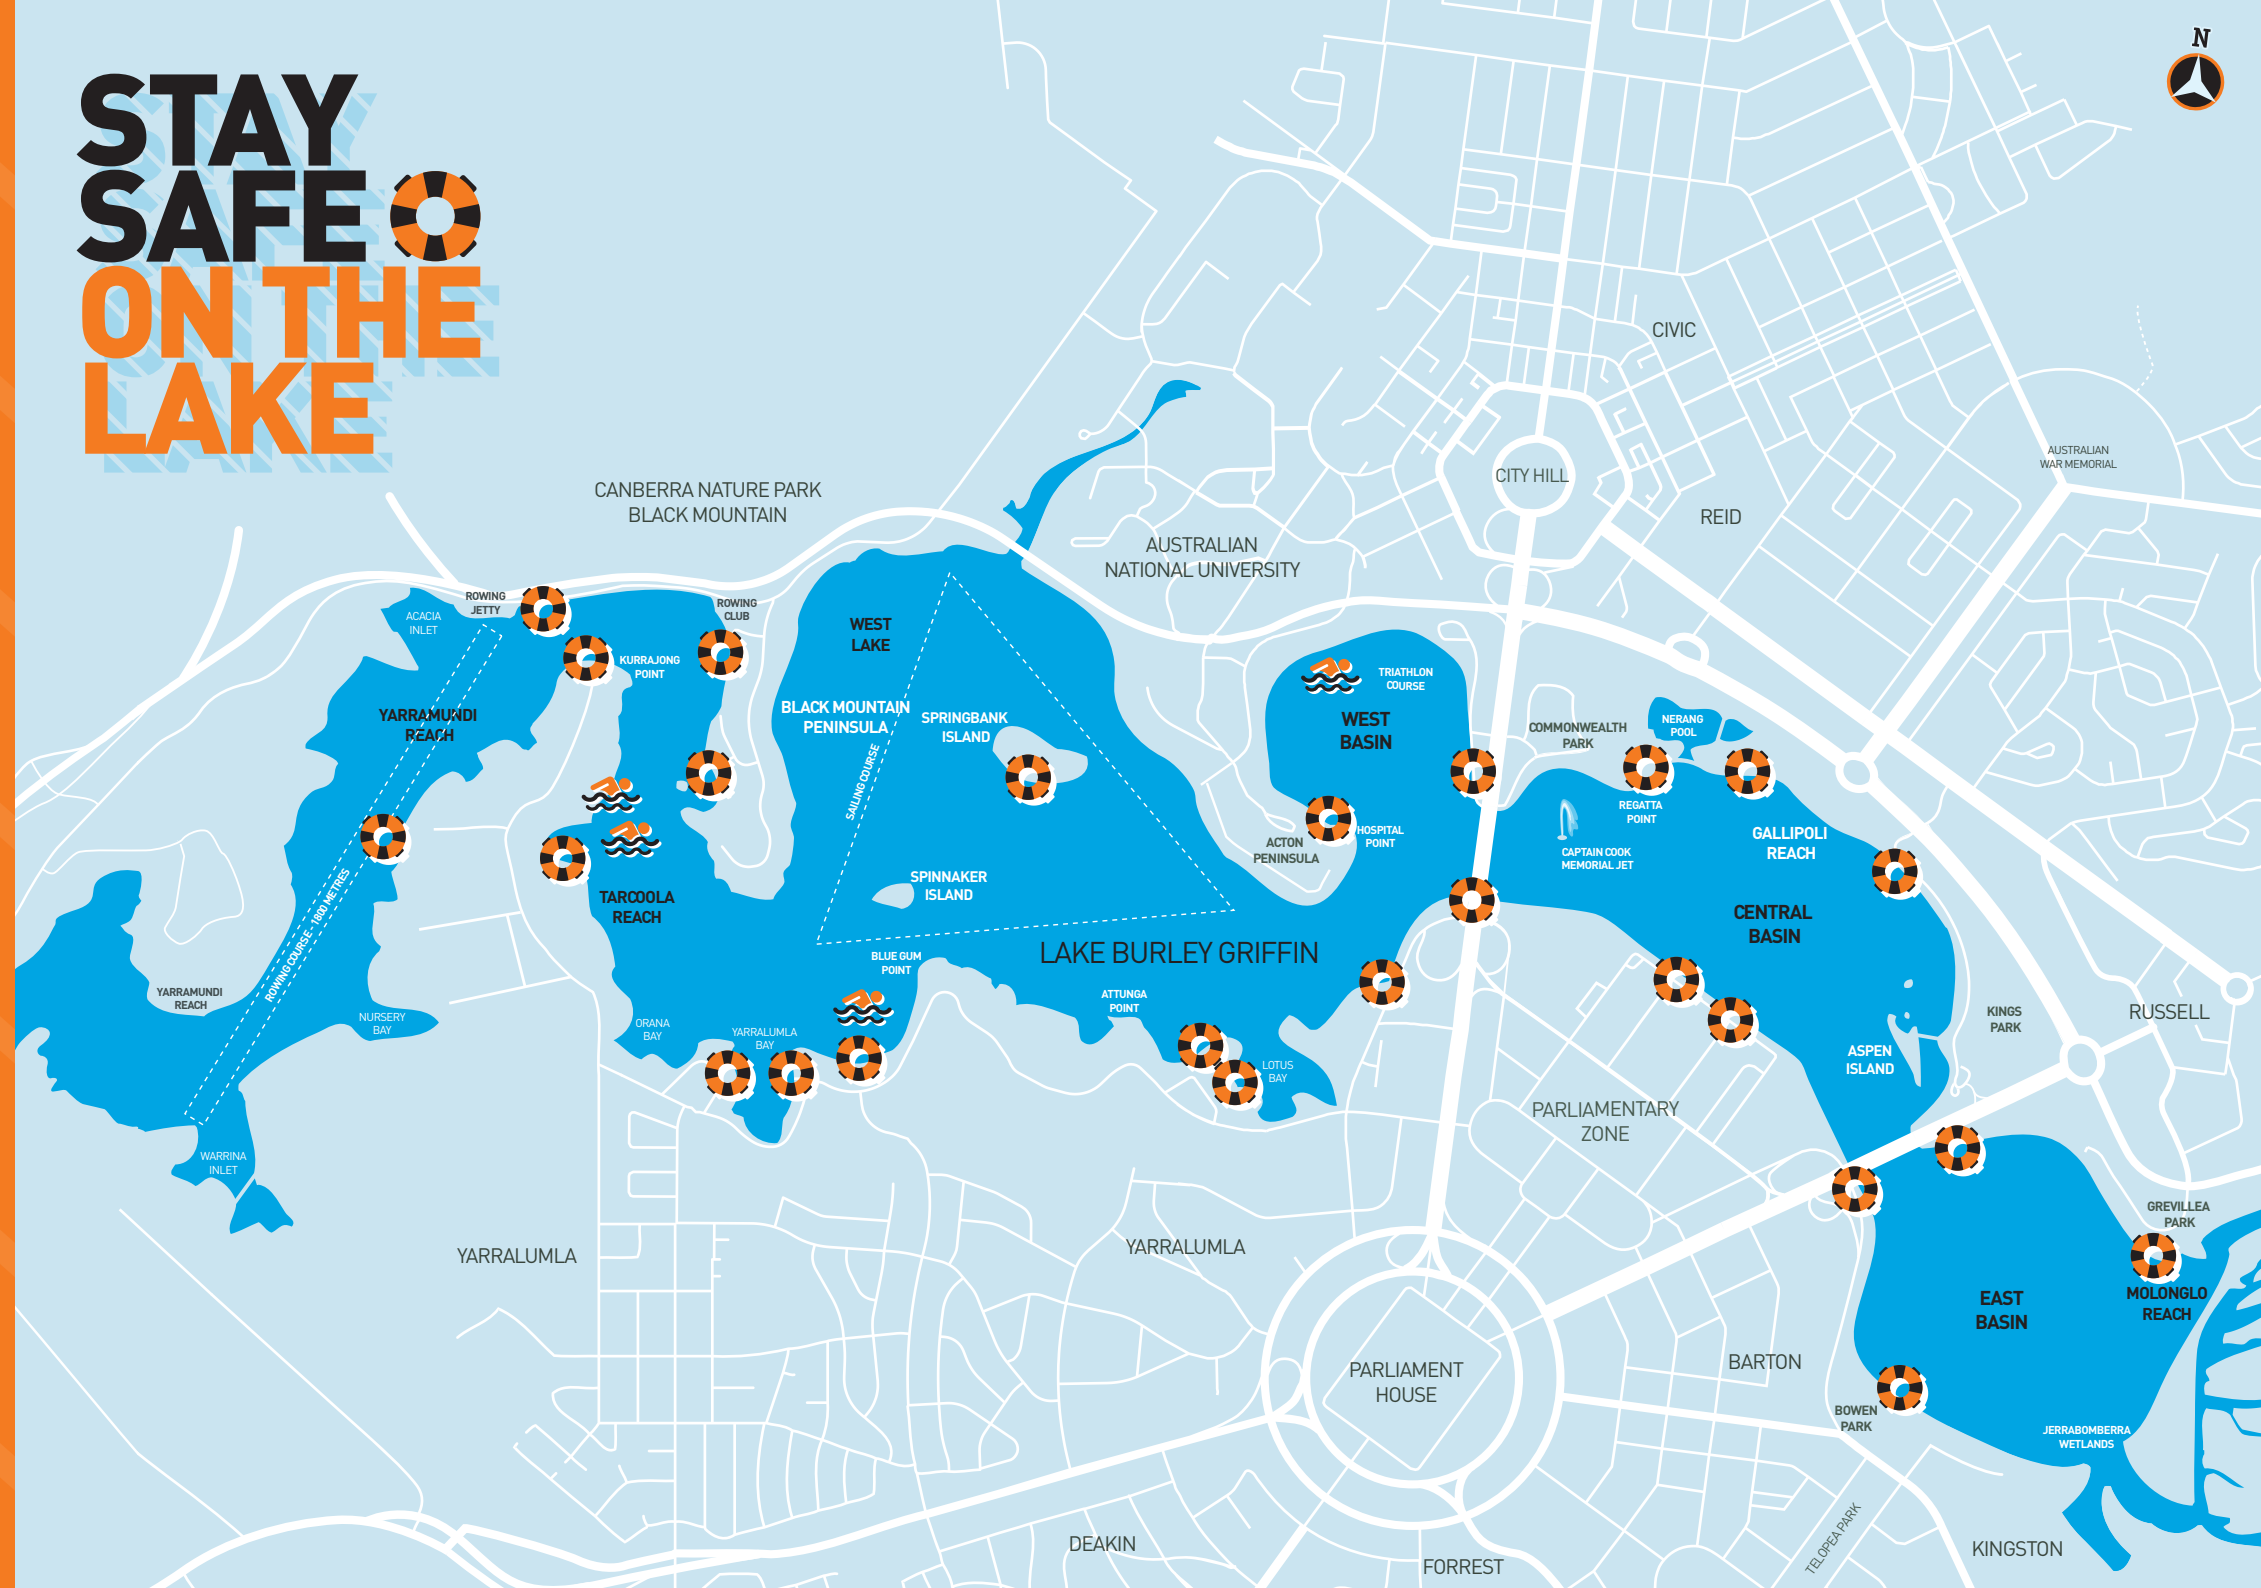 STAY
SAFE
ON THE
LAKE
N
CIVIC
AUSTRALIAN
WAR MEMORIAL
CITY HILL
CANBERRA NATURE PARK
BLACK MOUNTAIN
REID
AUSTRALIAN
NATIONAL UNIVERSITY
ROWING
JETTY
ACACIA
INLET
ROWING
CLUB
WEST
LAKE
KURRAJONG
POINT
TRIATHLON
COURSE
YARRAMUNDI
REACH
BLACK MOUNTAIN
PENINSULA
SPRINGBANK
ISLAND
WEST
BASIN
COMMONWEALTH
PARK
NERANG
POOL
SAILING COURSE
REGATTA
POINT
HOSPITAL
POINT
ACTON
PENINSULA
CAPTAIN COOK
MEMORIAL JET
GALLIPOLI
REACH
SPINNAKER
ISLAND
TARCOOLA
REACH
ROWING COURSE - 1800 METRES
CENTRAL
BASIN
LAKE BURLEY GRIFFIN
BLUE GUM
POINT
YARRAMUNDI
REACH
ATTUNGA
POINT
NURSERY
BAY
ORANA
BAY
YARRALUMLA
BAY
KINGS
PARK
RUSSELL
ASPEN
ISLAND
LOTUS
BAY
PARLIAMENTARY
ZONE
WARRINA
INLET
GREVILLEA
PARK
YARRALUMLA
YARRALUMLA
EAST
BASIN
MOLONGLO
REACH
PARLIAMENT
HOUSE
BARTON
BOWEN
PARK
JERRABOMBERRA
WETLANDS
TELOPEA PARK
DEAKIN
FORREST
KINGSTON